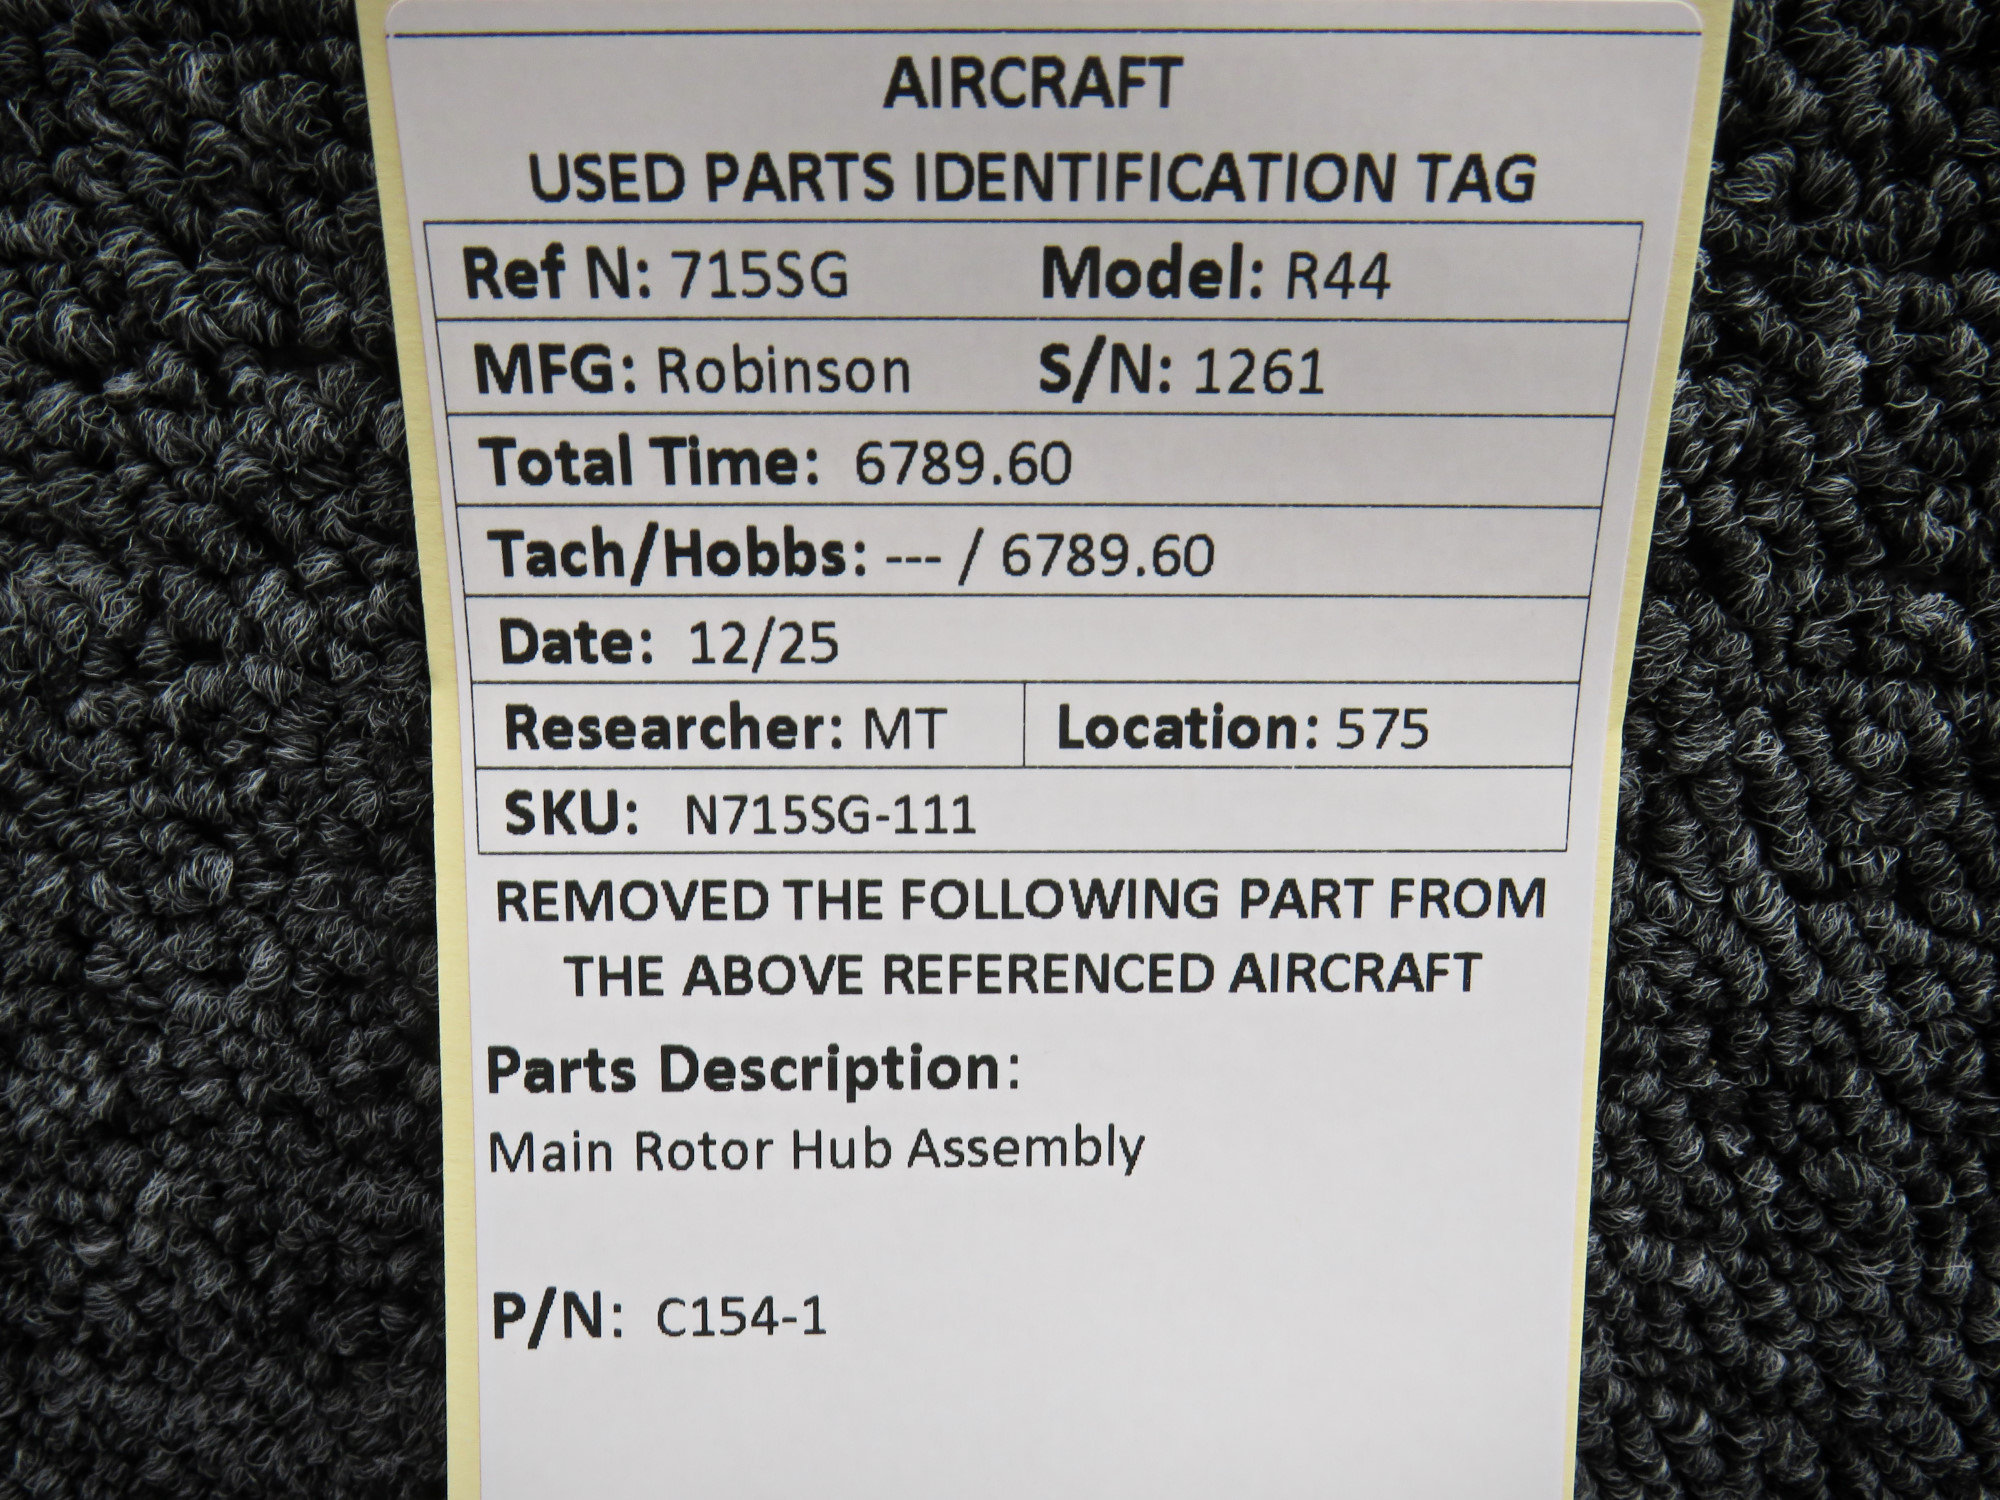 AIRCRAFT
USED PARTS IDENTIFICATION TAG
Ref N: 715SG Model: R44
MFG: Robinson S/N: 1261
Total Time: 6789.60
Tach/Hobbs: --- / 6789.60
Date: 12/25
Researcher: MT Location: 575
SKU: N715SG-111
REMOVED THE FOLLOWING PART FROM
THE ABOVE REFERENCED AIRCRAFT
Parts Description:
Main Rotor Hub Assembly
P/N: C154-1